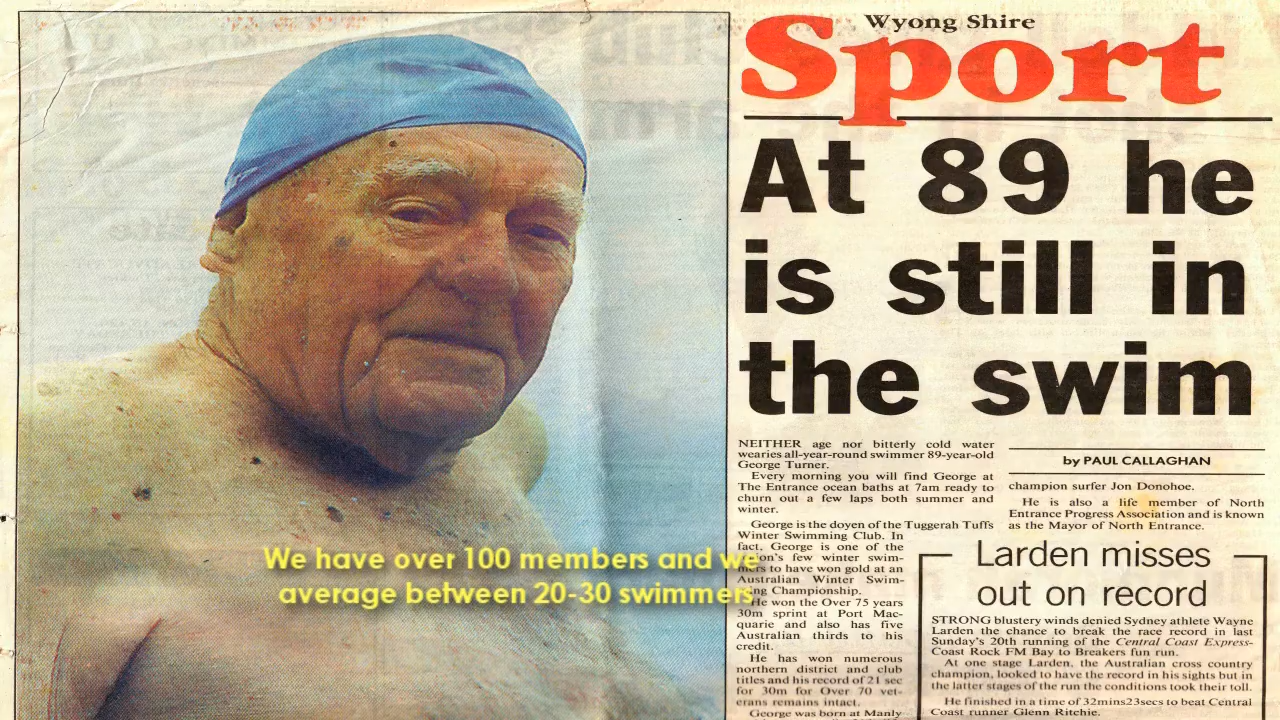 Wyong Shire
Sport
At 89 he
is still in
the swim
NEITHER age nor bitterly cold water
wearies all-year-round swimmer 89-year-old
George Turner.
Every morning you will find George at
The Entrance ocean baths at 7am ready to
churn out a few laps both summer and
winter.
George is the doyen of the Tuggerah Tuffs
Winter Swimming Club. In
fact, George is one of the
few winter swim-
to have won gold at an
Australian Winter Swim-
ming Championship.
He won the Over 75 years
30m sprint at Port Mac-
quarie and also has five
Australian thirds to his
credit.
He has won numerous
northern district and club
titles and his record of 21 sec
for 30m for Over 70 vet-
erans remains intact.
George was born at Manly
by PAUL CALLAGHAN
champion surfer Jon Donohoe.
He is also a life member of North
Entrance Progress Association and is known
as the Mayor of North Entrance.
Larden misses
out on record
STRONG blustery winds denied Sydney athlete Wayne
Larden the chance to break the race record in last
Sunday's 20th running of the Central Coast Express-
Coast Rock FM Bay to Breakers fun run.
At one stage Larden, the Australian cross country
champion, looked to have the record in his sights but in
the latter stages of the run the conditions took their toll.
He finished in a time of 32mins23secs to beat Central
Coast runner Glenn Ritchie.
We have over 100 members and we
average between 20-30 swimmers